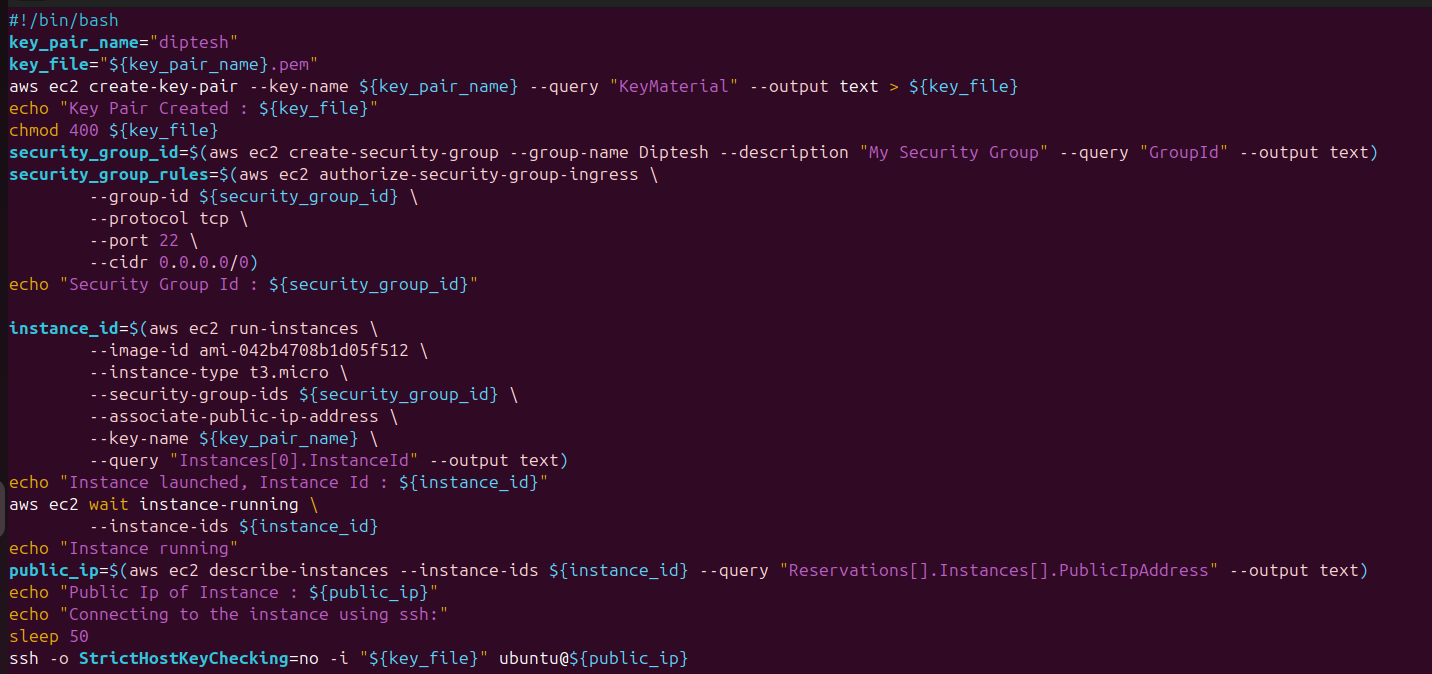 #!/bin/bash
key_pair_name="diptesh"
key_file="${key_pair_name}.pem"
aws ec2 create-key-pair --key-name ${key_pair_name} --query "KeyMaterial" --output text > ${key_file}
echo "Key Pair Created : ${key_file}"
chmod 400 ${key_file}
security_group_id=$(aws ec2 create-security-group --group-name Diptesh --description "My Security Group" --query "GroupId" --output text)
security_group_rules=$(aws ec2 authorize-security-group-ingress \
        --group-id ${security_group_id} \
        --protocol tcp \
        --port 22 \
        --cidr 0.0.0.0/0)
echo "Security Group Id : ${security_group_id}"

instance_id=$(aws ec2 run-instances \
        --image-id ami-042b4708b1d05f512 \
        --instance-type t3.micro \
        --security-group-ids ${security_group_id} \
        --associate-public-ip-address \
        --key-name ${key_pair_name} \
        --query "Instances[0].InstanceId" --output text)
echo "Instance launched, Instance Id : ${instance_id}"
aws ec2 wait instance-running \
        --instance-ids ${instance_id}
echo "Instance running"
public_ip=$(aws ec2 describe-instances --instance-ids ${instance_id} --query "Reservations[].Instances[].PublicIpAddress" --output text)
echo "Public Ip of Instance : ${public_ip}"
echo "Connecting to the instance using ssh:"
sleep 50
ssh -o StrictHostKeyChecking=no -i "${key_file}" ubuntu@${public_ip}